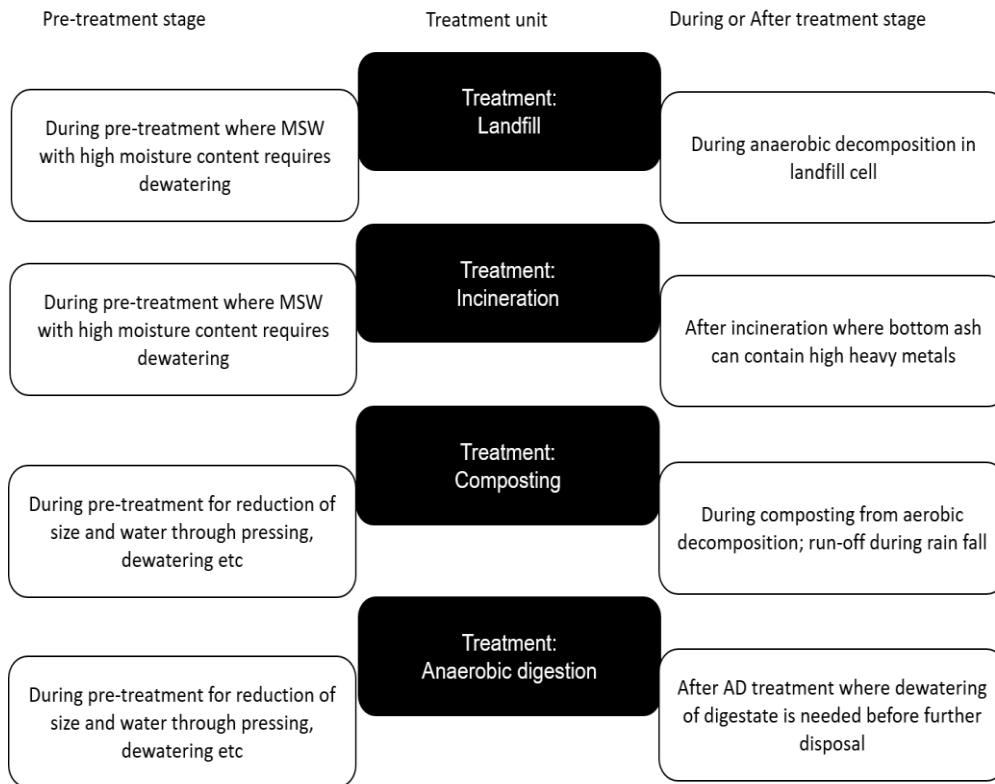 Pre-treatment stage
Treatment unit
During or After treatment stage
During pre-treatment where MSW
with high moisture content requires
dewatering
Treatment:
Landfill
During anaerobic decomposition in
landfill cell
During pre-treatment where MSW
with high moisture content requires
dewatering
Treatment:
Incineration
After incineration where bottom ash
can contain high heavy metals
During pre-treatment for reduction of
size and water through pressing,
dewatering etc
Treatment:
Composting
During composting from aerobic
decomposition; run-off during rain fall
During pre-treatment for reduction of
size and water through pressing,
dewatering etc
Treatment:
Anaerobic digestion
After AD treatment where dewatering
of digestate is needed before further
disposal